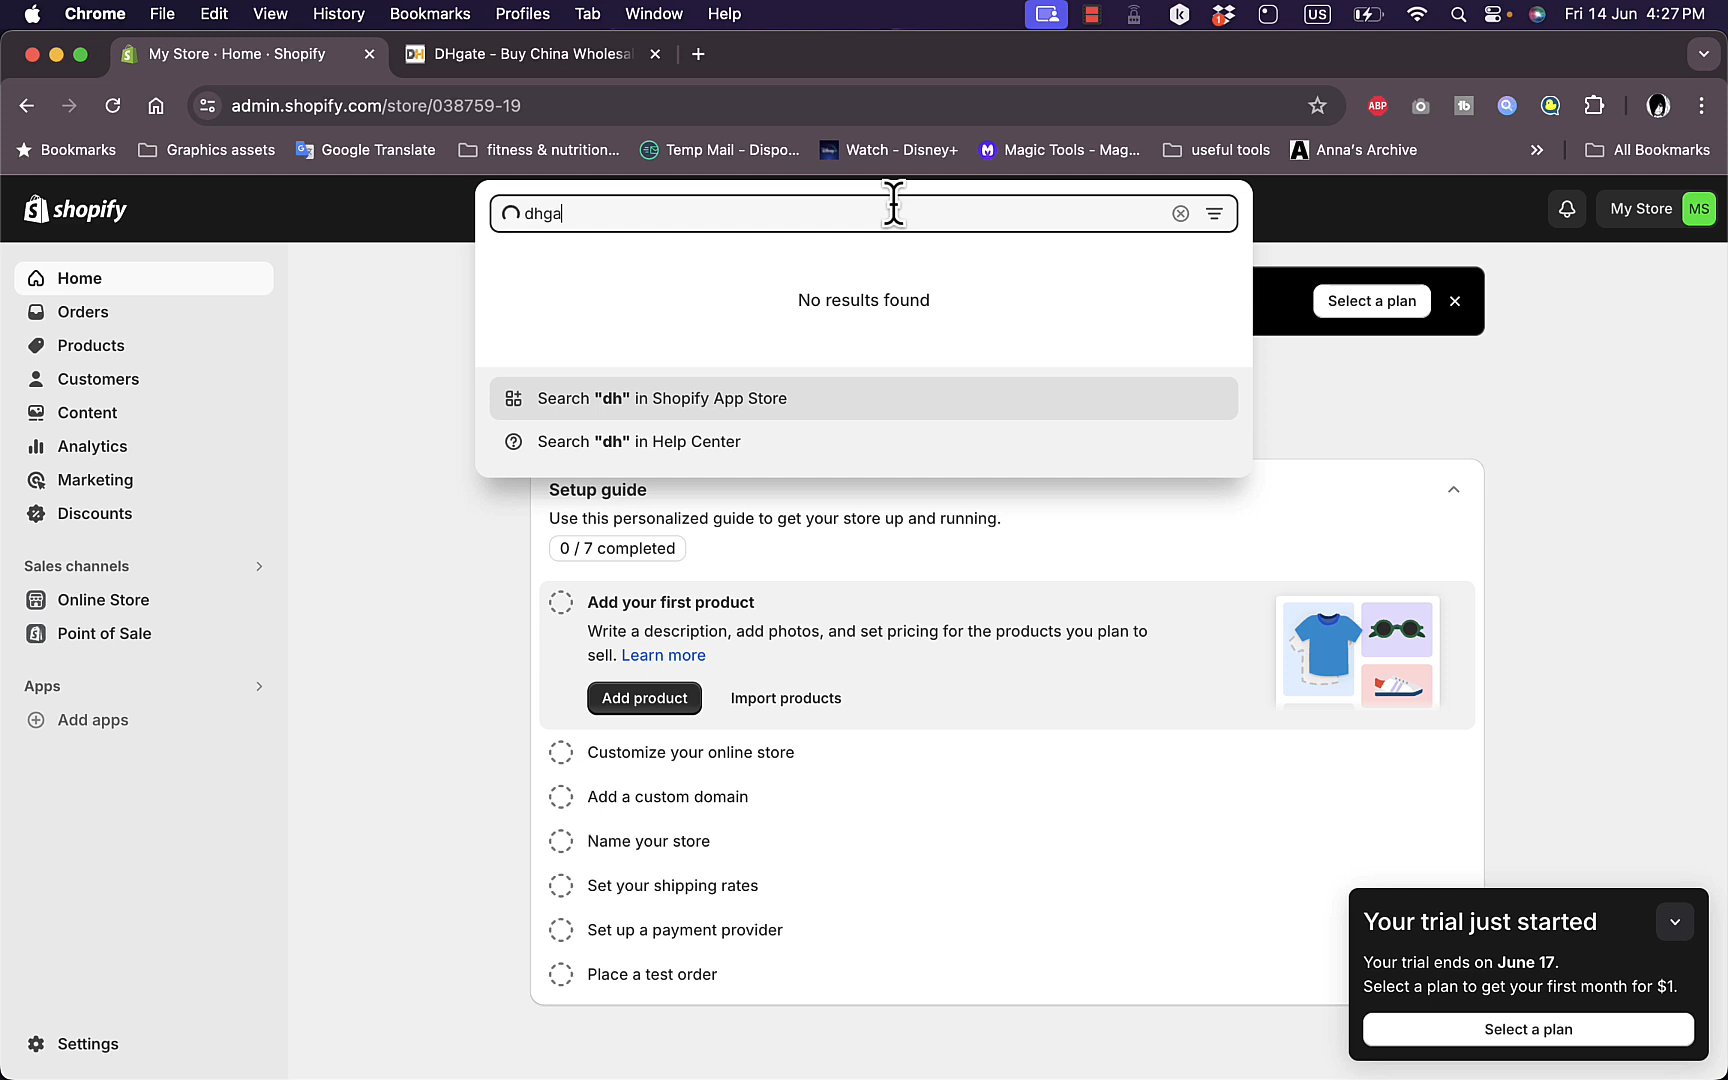 Chrome File Edit View History Bookmarks Profiles Tab Window Help US Fri 14 Jun 4:27 PM
My Store · Home · Shopify DHgate - Buy China Wholesal
admin.shopify.com/store/038759-19 ABP tb
Bookmarks Graphics assets Google Translate fitness & nutrition... Temp Mail - Dispo... Watch - Disney+ Magic Tools - Mag... useful tools Anna's Archive All Bookmarks
shopify dhga My Store MS
No results found
Search "dh" in Shopify App Store
Search "dh" in Help Center
Select a plan
Home
Orders
Products
Customers
Content
Analytics
Marketing
Discounts
Sales channels
Online Store
Point of Sale
Apps
Add apps
Settings
Setup guide
Use this personalized guide to get your store up and running.
0 / 7 completed
Add your first product
Write a description, add photos, and set pricing for the products you plan to
sell. Learn more
Add product Import products
Customize your online store
Add a custom domain
Name your store
Set your shipping rates
Set up a payment provider
Place a test order
Your trial just started
Your trial ends on June 17.
Select a plan to get your first month for $1.
Select a plan